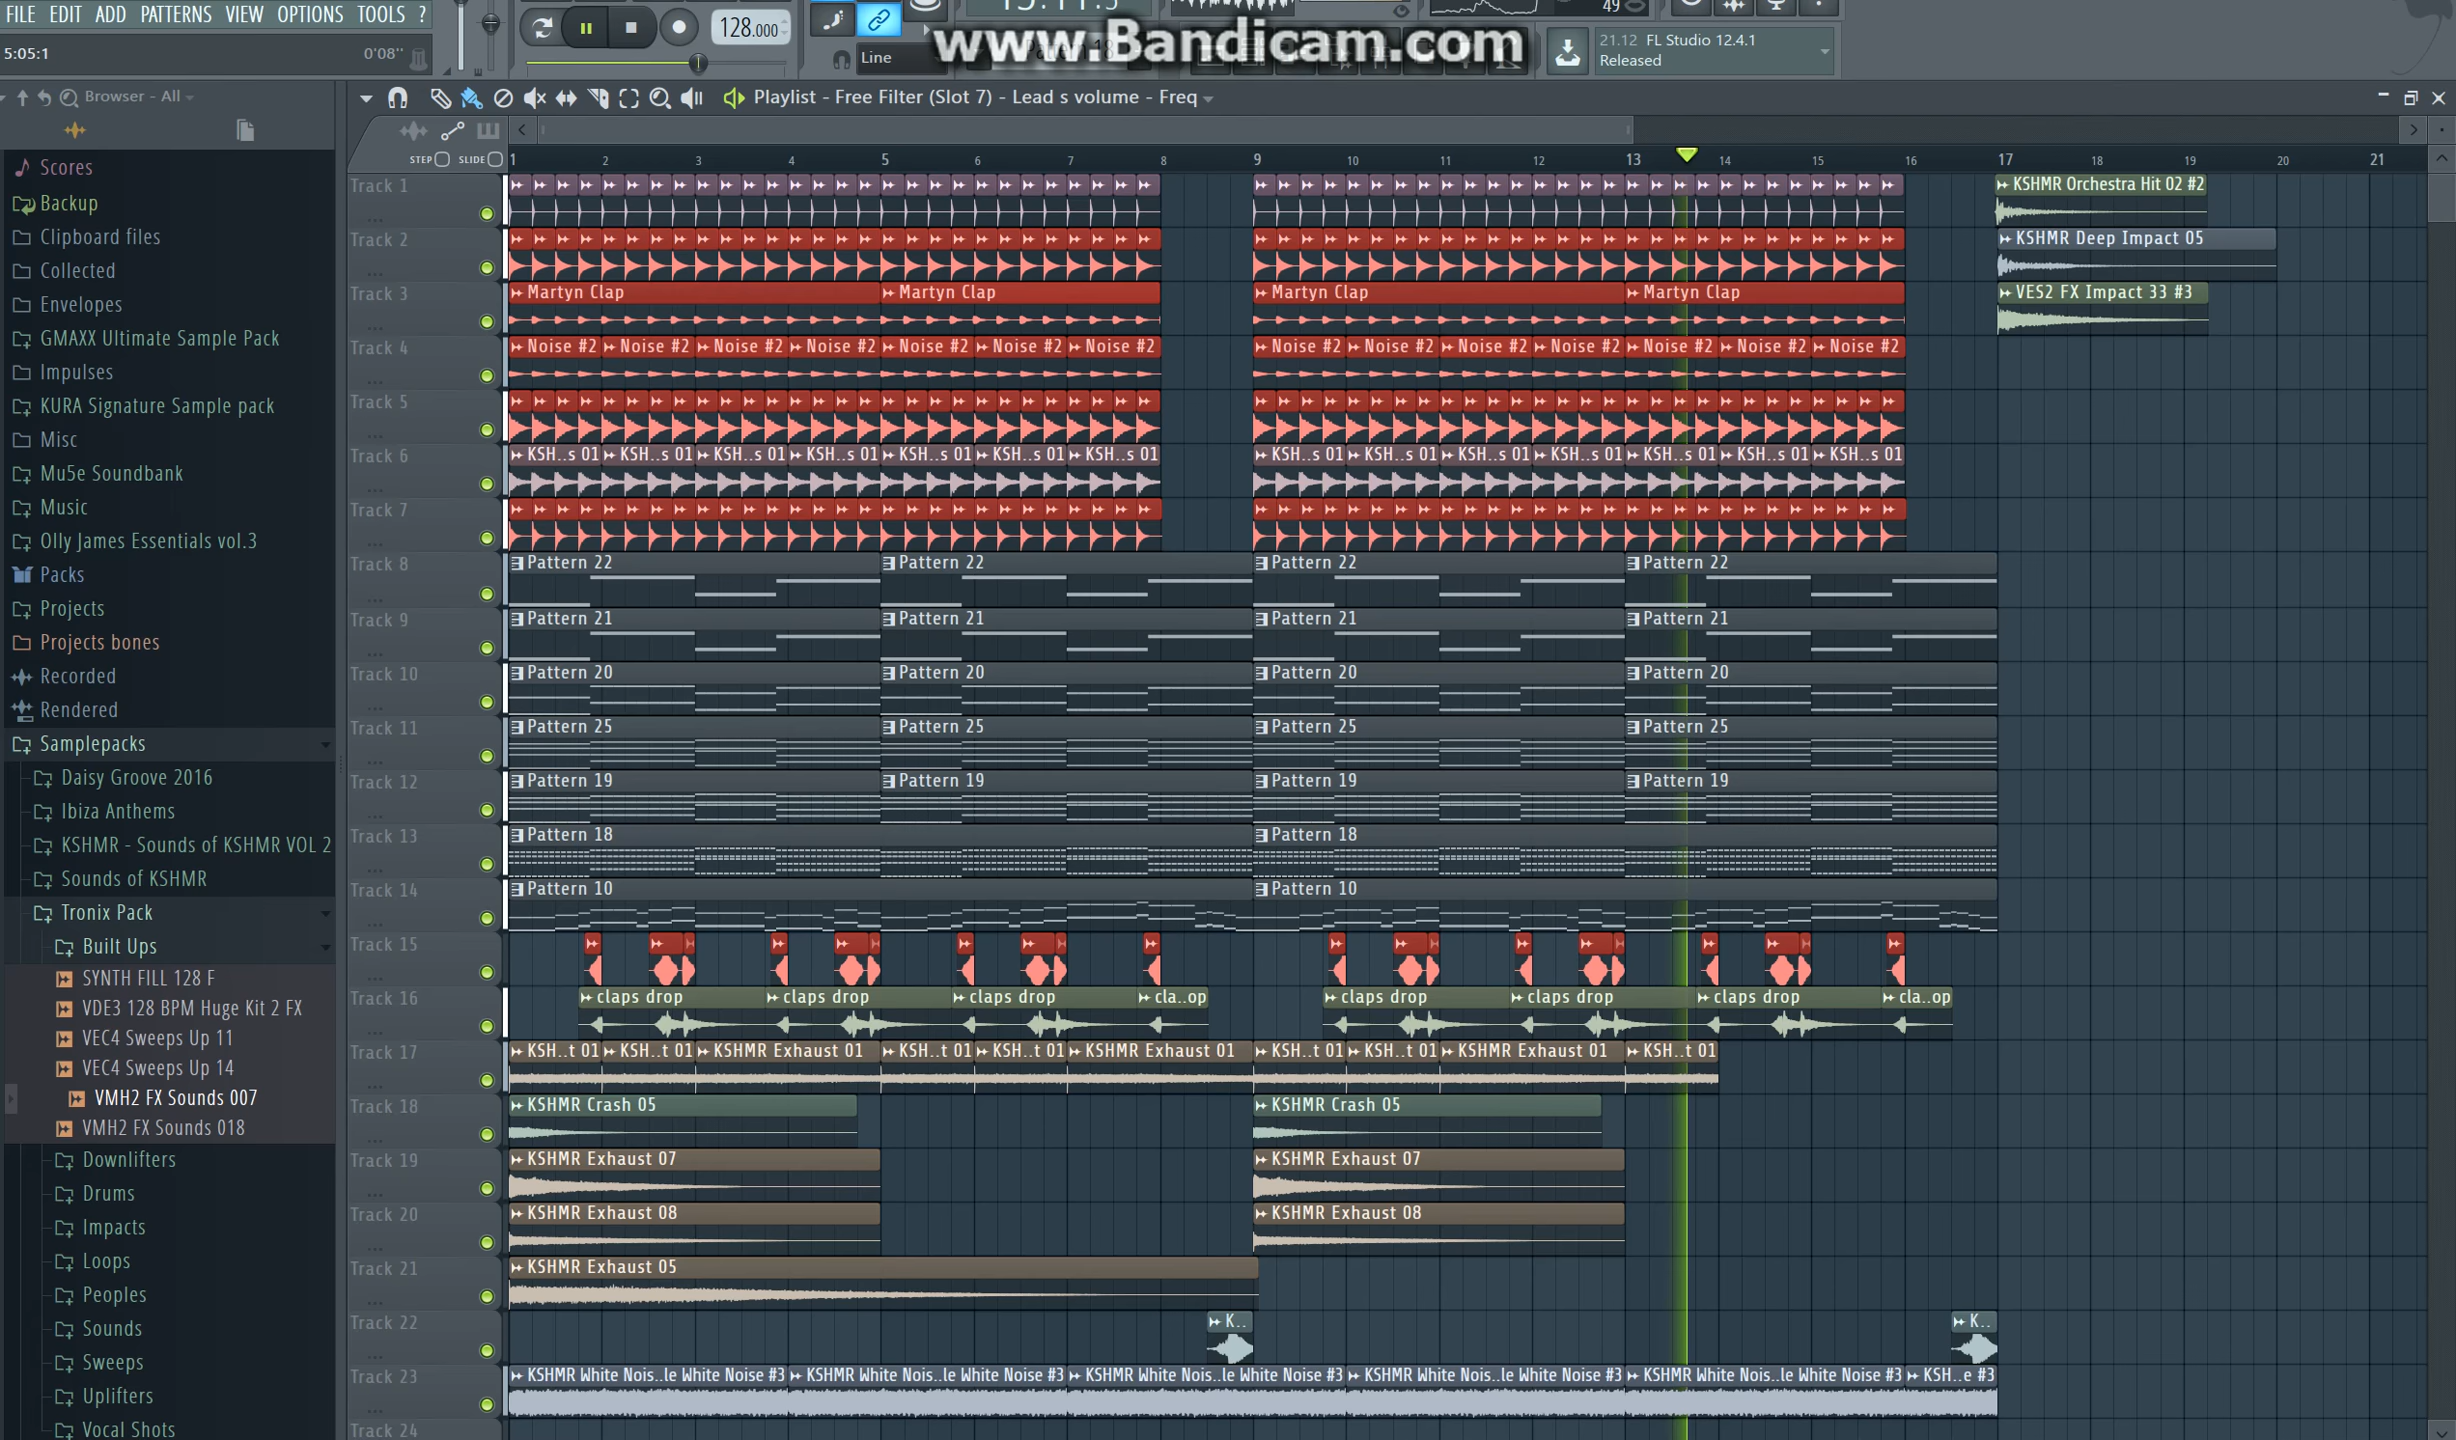 FILE EDIT ADD PATTERNS VIEW OPTIONS TOOLS ?
5:05:1 0'08''
128.000
Line
49
www.Bandicam.com
21.12 FL Studio 12.4.1
Released
Browser - All
Playlist - Free Filter (Slot 7) - Lead s volume - Freq
STEP SLIDE
1 2 3 4 5 6 7 8 9 10 11 12 13 14 15 16 17 18 19 20 21
Scores
Backup
Clipboard files
Collected
Envelopes
GMAXX Ultimate Sample Pack
Impulses
KURA Signature Sample pack
Misc
Mu5e Soundbank
Music
Olly James Essentials vol.3
Packs
Projects
Projects bones
Recorded
Rendered
Samplepacks
Daisy Groove 2016
Ibiza Anthems
KSHMR - Sounds of KSHMR VOL 2
Sounds of KSHMR
Tronix Pack
Built Ups
SYNTH FILL 128 F
VDE3 128 BPM Huge Kit 2 FX
VEC4 Sweeps Up 11
VEC4 Sweeps Up 14
VMH2 FX Sounds 007
VMH2 FX Sounds 018
Downlifters
Drums
Impacts
Loops
Peoples
Sounds
Sweeps
Uplifters
Vocal Shots
Track 1 KSHMR Orchestra Hit 02 #2
Track 2 KSHMR Deep Impact 05
Track 3 Martyn Clap Martyn Clap Martyn Clap Martyn Clap VES2 FX Impact 33 #3
Track 4 Noise #2 Noise #2 Noise #2 Noise #2 Noise #2 Noise #2 Noise #2 Noise #2 Noise #2 Noise #2 Noise #2 Noise #2 Noise #2 Noise #2
Track 5
Track 6 KSH..s 01 KSH..s 01 KSH..s 01 KSH..s 01 KSH..s 01 KSH..s 01 KSH..s 01 KSH..s 01 KSH..s 01 KSH..s 01 KSH..s 01 KSH..s 01 KSH..s 01 KSH..s 01
Track 7
Track 8 Pattern 22 Pattern 22 Pattern 22 Pattern 22
Track 9 Pattern 21 Pattern 21 Pattern 21 Pattern 21
Track 10 Pattern 20 Pattern 20 Pattern 20 Pattern 20
Track 11 Pattern 25 Pattern 25 Pattern 25 Pattern 25
Track 12 Pattern 19 Pattern 19 Pattern 19 Pattern 19
Track 13 Pattern 18 Pattern 18
Track 14 Pattern 10 Pattern 10
Track 15
Track 16 claps drop claps drop claps drop cla..op claps drop claps drop claps drop cla..op
Track 17 KSH..t 01 KSH..t 01 KSHMR Exhaust 01 KSH..t 01 KSH..t 01 KSHMR Exhaust 01 KSH..t 01 KSH..t 01 KSHMR Exhaust 01 KSH..t 01
Track 18 KSHMR Crash 05 KSHMR Crash 05
Track 19 KSHMR Exhaust 07 KSHMR Exhaust 07
Track 20 KSHMR Exhaust 08 KSHMR Exhaust 08
Track 21 KSHMR Exhaust 05
Track 22 K.. K..
Track 23 KSHMR White Nois..le White Noise #3 KSHMR White Nois..le White Noise #3 KSHMR White Nois..le White Noise #3 KSHMR White Nois..le White Noise #3 KSHMR White Nois..le White Noise #3 KSH..e #3
Track 24